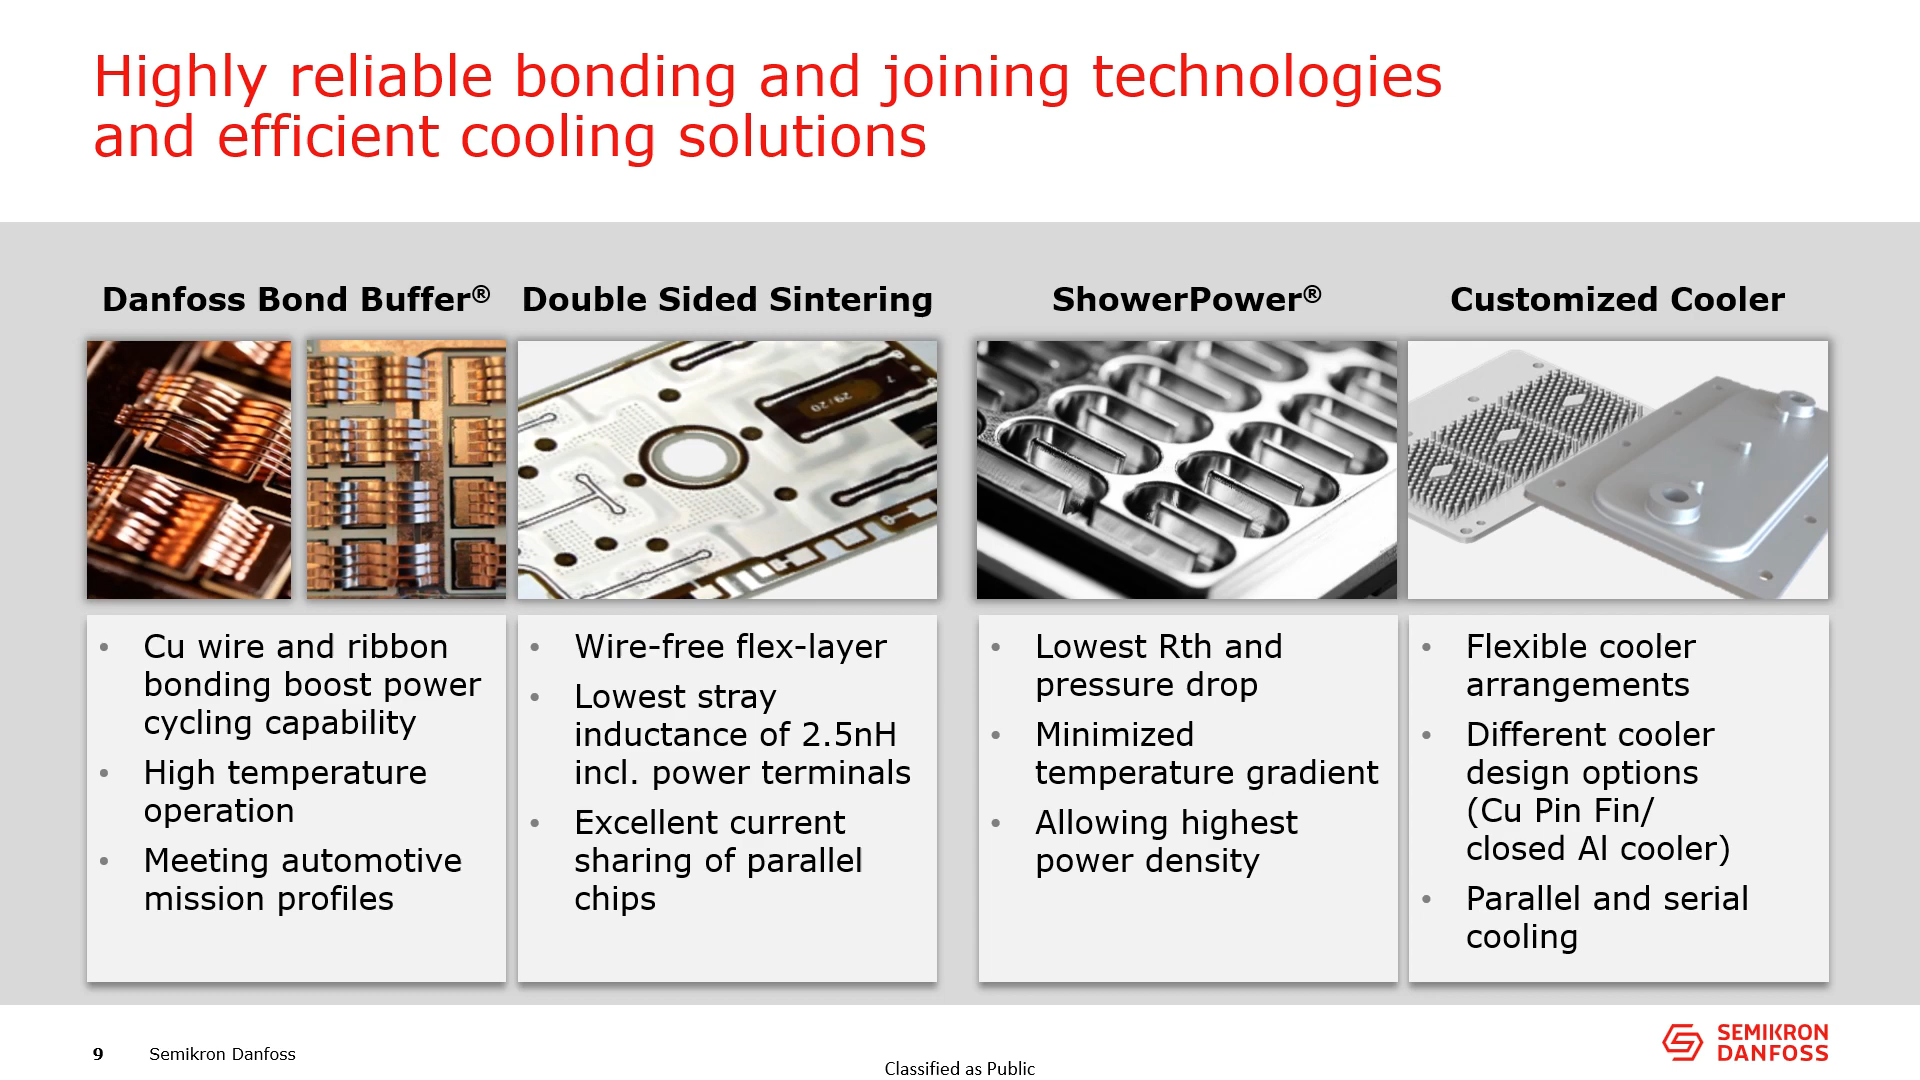 Highly reliable bonding and joining technologies
and efficient cooling solutions
Danfoss Bond Buffer®
• Cu wire and ribbon
bonding boost power
cycling capability
• High temperature
operation
• Meeting automotive
mission profiles
Double Sided Sintering
7
29/20
• Wire-free flex-layer
• Lowest stray
inductance of 2.5nH
incl. power terminals
• Excellent current
sharing of parallel
chips
ShowerPower®
• Lowest Rth and
pressure drop
• Minimized
temperature gradient
• Allowing highest
power density
Customized Cooler
• Flexible cooler
arrangements
• Different cooler
design options
(Cu Pin Fin/
closed Al cooler)
• Parallel and serial
cooling
9 Semikron Danfoss
Classified as Public
SEMIKRON
DANFOSS